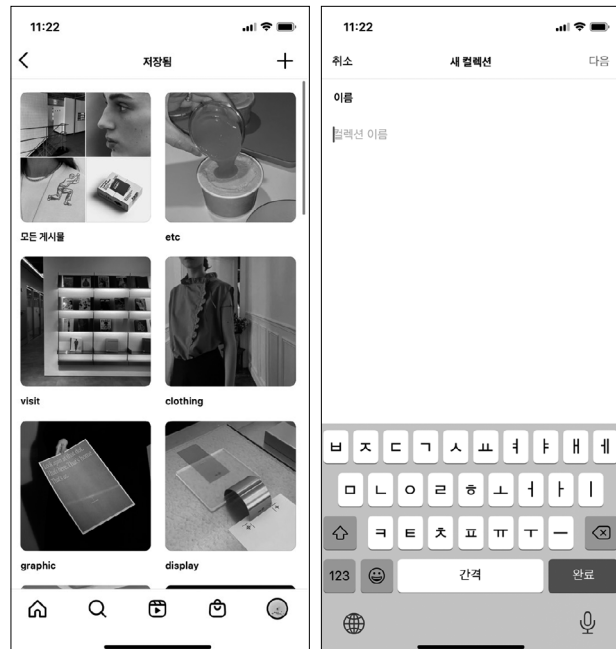 11:22
저장됨
모든 게시물
etc
visit
clothing
graphic
display
11:22
취소
새 컬렉션
다음
이름
컬렉션 이름
ㅂ ㅈ ㄷ ㄱ ㅅ ㅛ ㅕ ㅑ ㅐ ㅔ
ㅁ ㄴ ㅇ ㄹ ㅎ ㅗ ㅓ ㅏ ㅣ
ㅋ ㅌ ㅊ ㅍ ㅠ ㅜ ㅡ
123
간격
완료